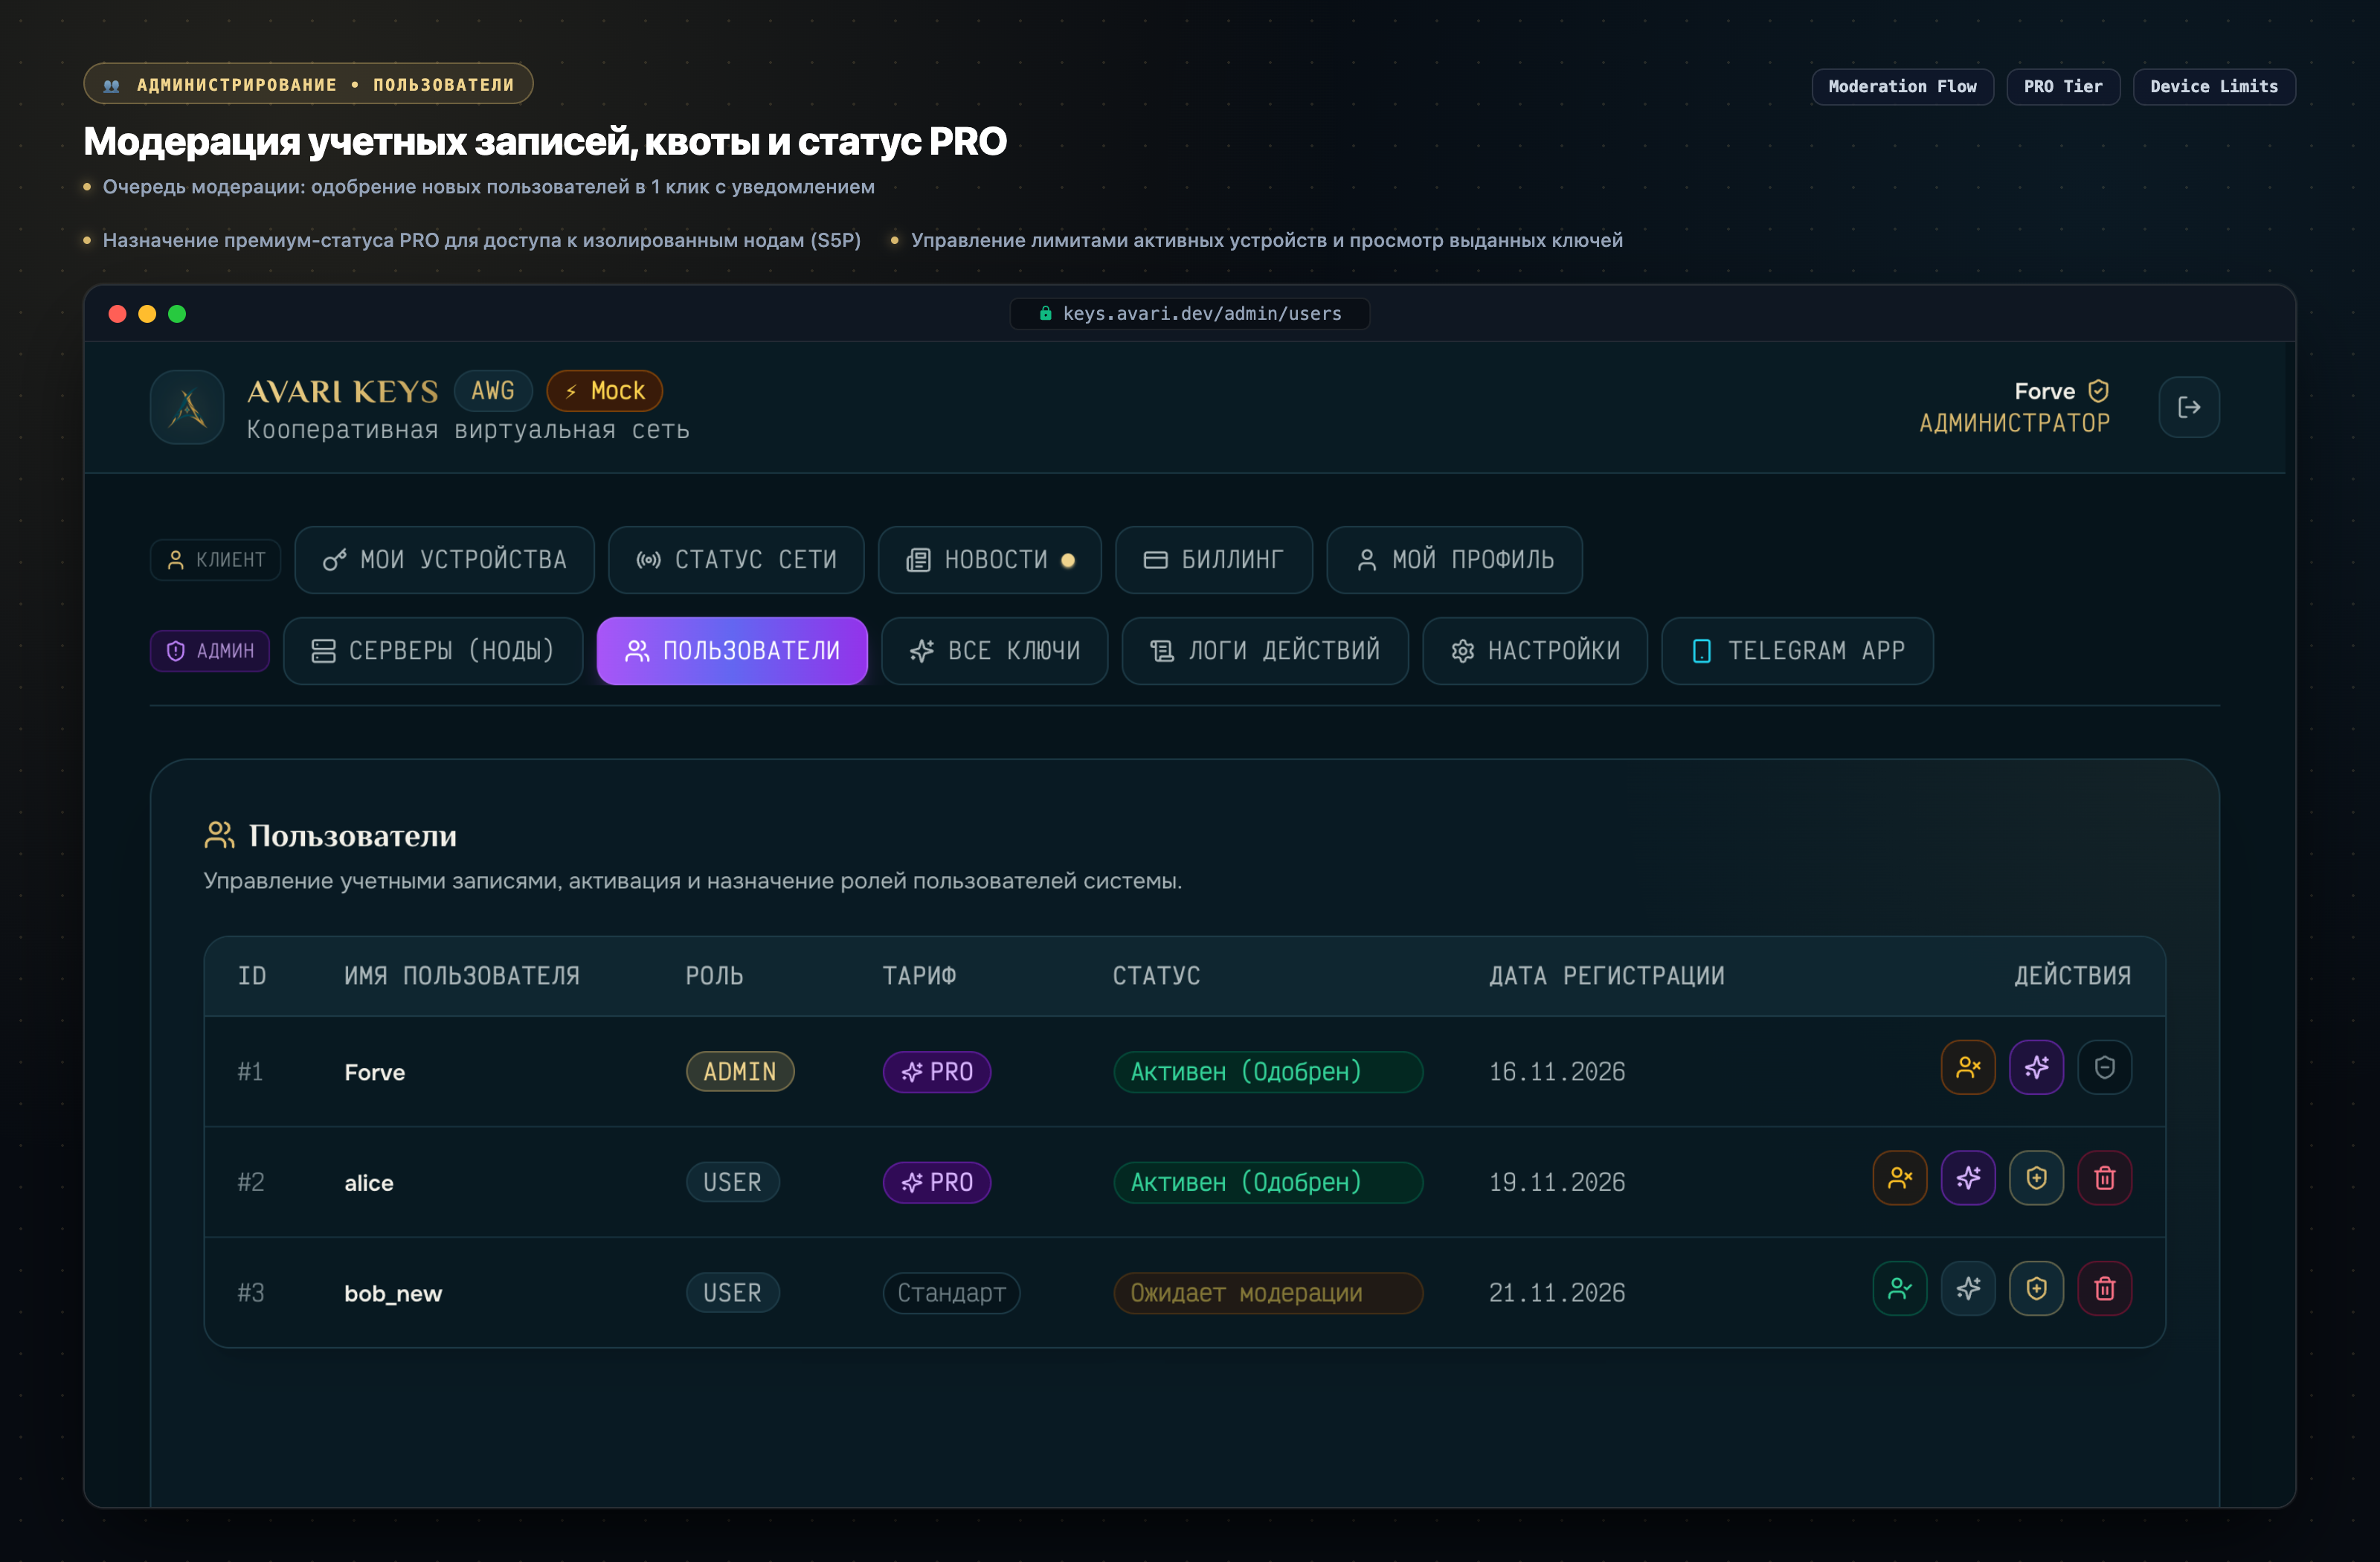 АДМИНИСТРИРОВАНИЕ • ПОЛЬЗОВАТЕЛИ
Moderation Flow
PRO Tier
Device Limits
Модерация учетных записей, квоты и статус PRO
Очередь модерации: одобрение новых пользователей в 1 клик с уведомлением
Назначение премиум-статуса PRO для доступа к изолированным нодам (S5P)
Управление лимитами активных устройств и просмотр выданных ключей
keys.avari.dev/admin/users
AVARI KEYS AWG ⚡ Mock
Кооперативная виртуальная сеть
Forve
АДМИНИСТРАТОР
КЛИЕНТ МОИ УСТРОЙСТВА СТАТУС СЕТИ НОВОСТИ БИЛЛИНГ МОЙ ПРОФИЛЬ
АДМИН СЕРВЕРЫ (НОДЫ) ПОЛЬЗОВАТЕЛИ ВСЕ КЛЮЧИ ЛОГИ ДЕЙСТВИЙ НАСТРОЙКИ TELEGRAM APP
Пользователи
Управление учетными записями, активация и назначение ролей пользователей системы.
ID ИМЯ ПОЛЬЗОВАТЕЛЯ РОЛЬ ТАРИФ СТАТУС ДАТА РЕГИСТРАЦИИ ДЕЙСТВИЯ
#1 Forve ADMIN PRO Активен (Одобрен) 16.11.2026
#2 alice USER PRO Активен (Одобрен) 19.11.2026
#3 bob_new USER Стандарт Ожидает модерации 21.11.2026